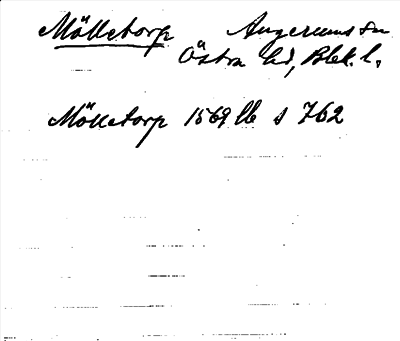 Mölletorp Augerums sn
Östra hd, Blek. l.
Mölletorp 1569 lb s 762